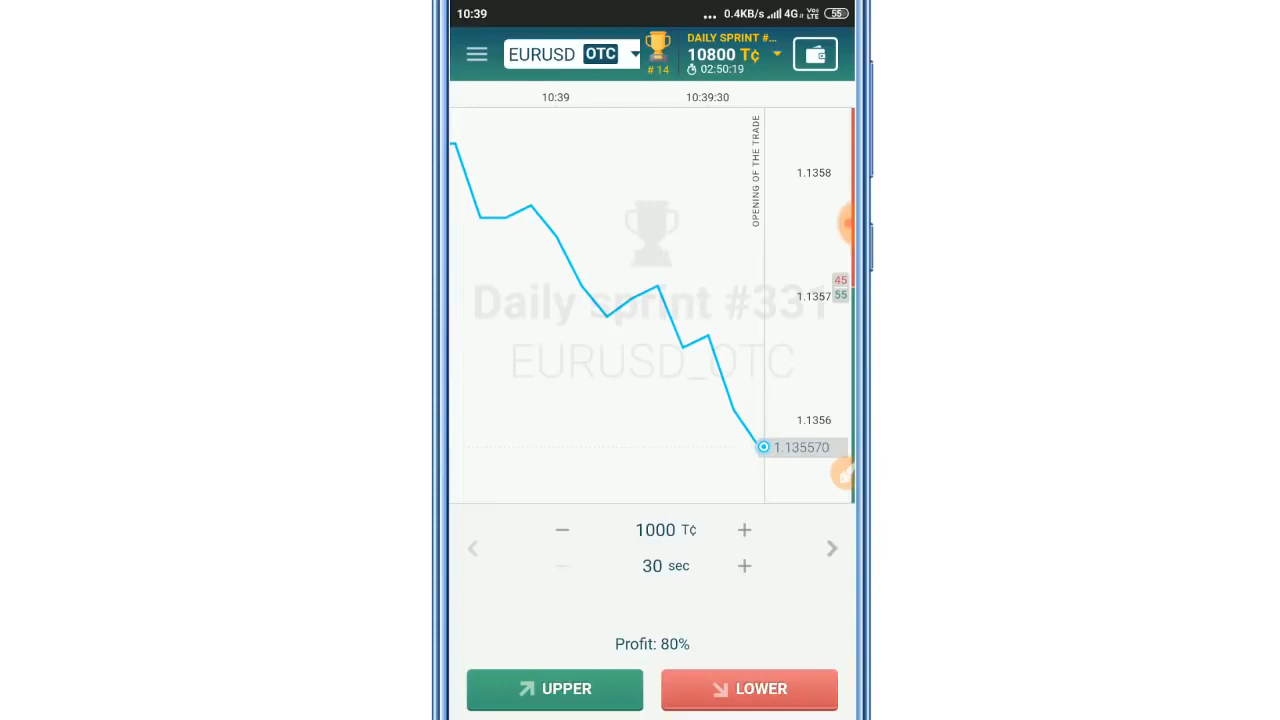 10:39
... 0.4KB/s 4G Vo LTE 55
EURUSD OTC
# 14
DAILY SPRINT #...
10800 T¢
02:50:19
10:39 10:39:30
OPENING OF THE TRADE
1.1358
45
1.1357 55
Daily sprint #331
EURUSD_OTC
1.1356
1.135570
− 1000 T¢ +
− 30 sec +
Profit: 80%
UPPER LOWER